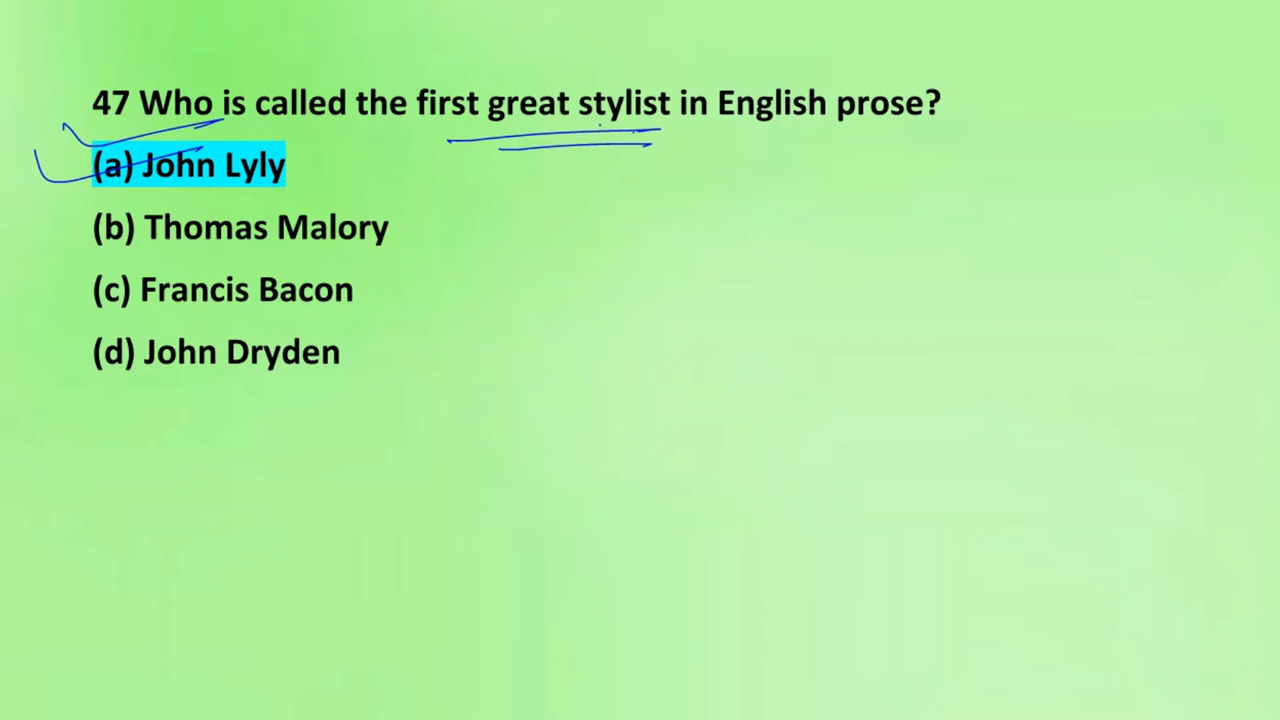 47 Who is called the first great stylist in English prose?
(a) John Lyly
(b) Thomas Malory
(c) Francis Bacon
(d) John Dryden